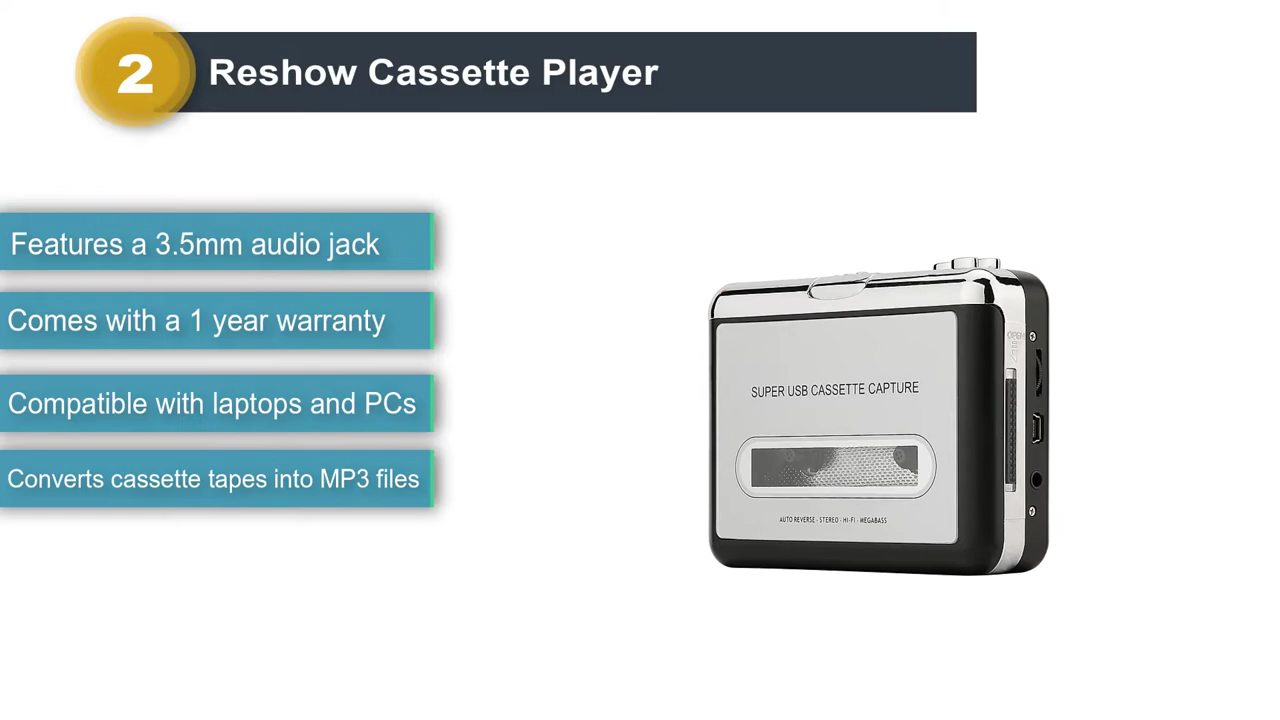 2
Reshow Cassette Player
Features a 3.5mm audio jack
Comes with a 1 year warranty
Compatible with laptops and PCs
Converts cassette tapes into MP3 files
SUPER USB CASSETTE CAPTURE
AUTO REVERSE · STEREO · HI-FI · MEGABASS